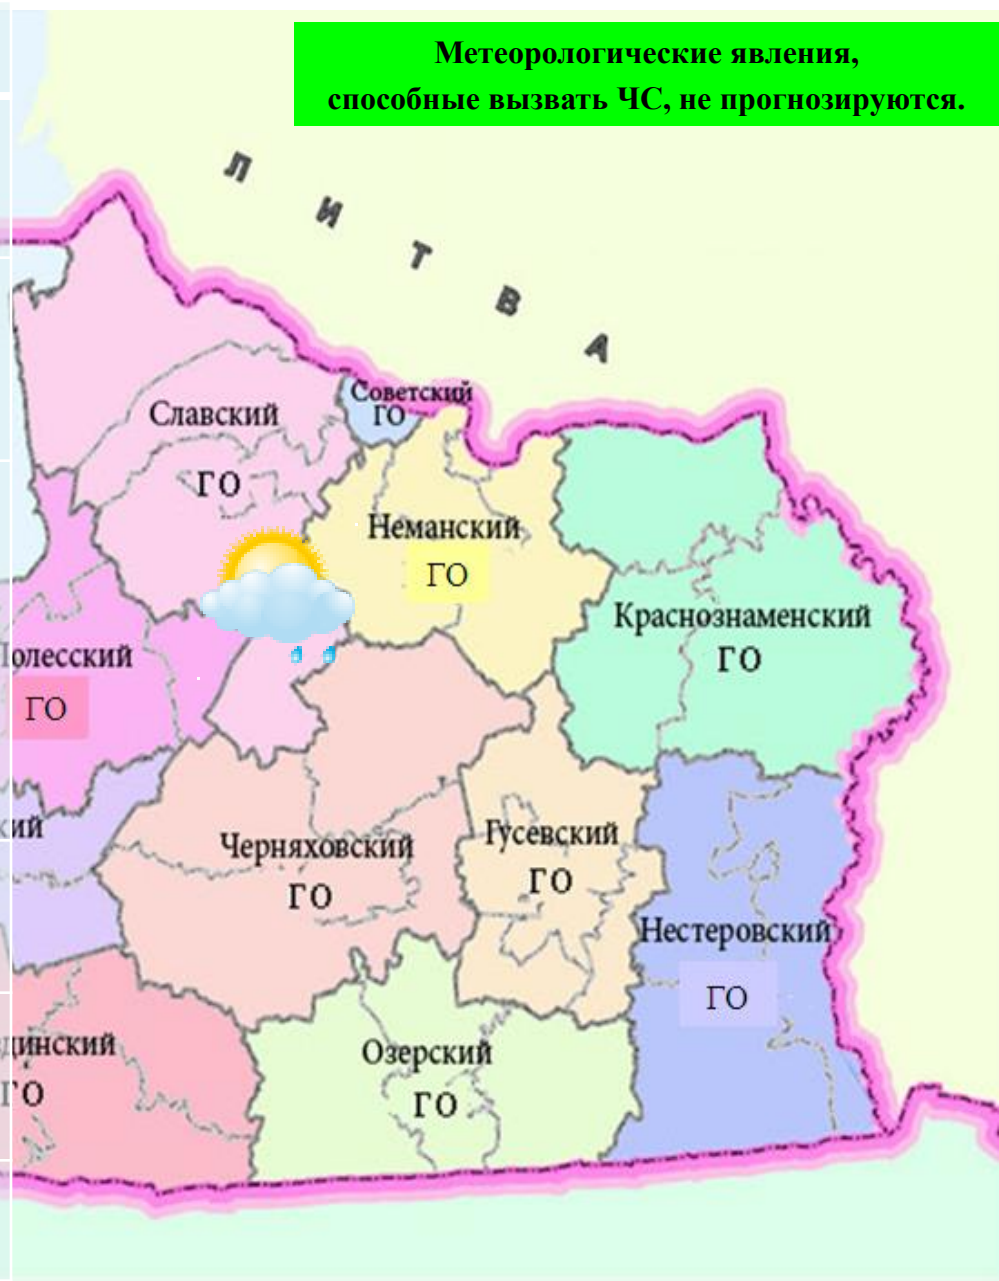 Метеорологические явления,
способные вызвать ЧС, не прогнозируются.
Л И Т В А
Советский
ГО
Славский
ГО
Неманский
ГО
Краснознаменский
ГО
олесский
ГО
кий
Черняховский
ГО
Гусевский
ГО
Нестеровский
ГО
динский
ГО
Озерский
ГО